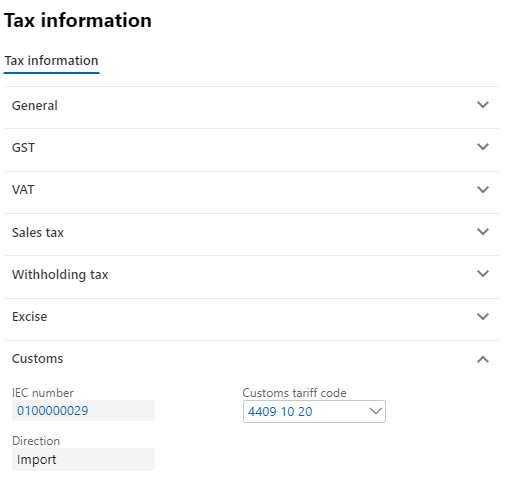 Tax information
Tax information
General
GST
VAT
Sales tax
Withholding tax
Excise
Customs
IEC number
Customs tariff code
0100000029
4409 10 20
Direction
Import